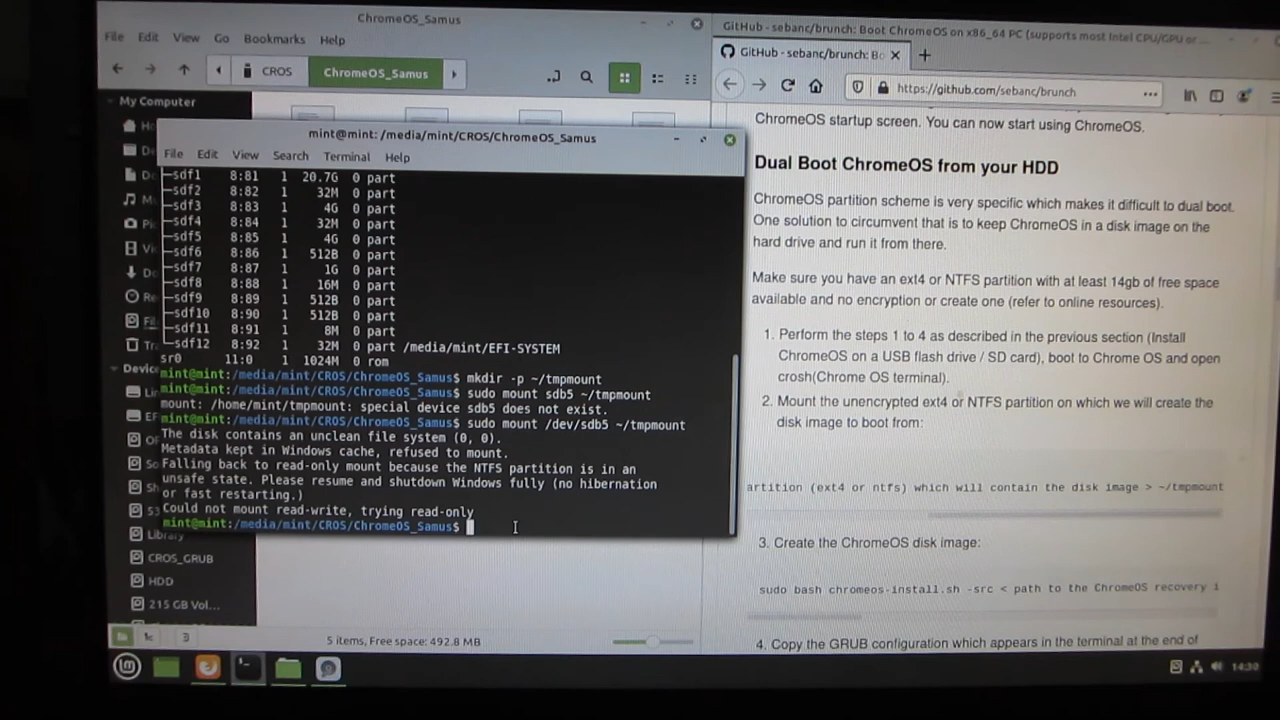 ChromeOS_Samus
File Edit View Go Bookmarks Help
CROS
ChromeOS_Samus
My Computer
mint@mint: /media/mint/CROS/ChromeOS_Samus
File Edit View Search Terminal Help
├─sdf1 8:81 1 20.7G 0 part
├─sdf2 8:82 1 32M 0 part
├─sdf3 8:83 1 4G 0 part
├─sdf4 8:84 1 32M 0 part
├─sdf5 8:85 1 4G 0 part
├─sdf6 8:86 1 512B 0 part
├─sdf7 8:87 1 1G 0 part
├─sdf8 8:88 1 16M 0 part
├─sdf9 8:89 1 512B 0 part
├─sdf10 8:90 1 512B 0 part
├─sdf11 8:91 1 8M 0 part
└─sdf12 8:92 1 32M 0 part /media/mint/EFI-SYSTEM
sr0 11:0 1 1024M 0 rom
mint@mint:/media/mint/CROS/ChromeOS_Samus$ mkdir -p ~/tmpmount
mint@mint:/media/mint/CROS/ChromeOS_Samus$ sudo mount sdb5 ~/tmpmount
mount: /home/mint/tmpmount: special device sdb5 does not exist.
mint@mint:/media/mint/CROS/ChromeOS_Samus$ sudo mount /dev/sdb5 ~/tmpmount
The disk contains an unclean file system (0, 0).
Metadata kept in Windows cache, refused to mount.
Falling back to read-only mount because the NTFS partition is in an
unsafe state. Please resume and shutdown Windows fully (no hibernation
or fast restarting.)
Could not mount read-write, trying read-only
mint@mint:/media/mint/CROS/ChromeOS_Samus$
Library
CROS_GRUB
HDD
215 GB Vol...
5 items, Free space: 492.8 MB
GitHub - sebanc/brunch: Boot ChromeOS on x86_64 PC (supports most Intel CPU/GPU or ...
GitHub - sebanc/brunch: Bo
https://github.com/sebanc/brunch
ChromeOS startup screen. You can now start using ChromeOS.
Dual Boot ChromeOS from your HDD
ChromeOS partition scheme is very specific which makes it difficult to dual boot.
One solution to circumvent that is to keep ChromeOS in a disk image on the
hard drive and run it from there.
Make sure you have an ext4 or NTFS partition with at least 14gb of free space
available and no encryption or create one (refer to online resources).
1. Perform the steps 1 to 4 as described in the previous section (Install
ChromeOS on a USB flash drive / SD card), boot to Chrome OS and open
crosh(Chrome OS terminal).
2. Mount the unencrypted ext4 or NTFS partition on which we will create the
disk image to boot from:
artition (ext4 or ntfs) which will contain the disk image > ~/tmpmount
3. Create the ChromeOS disk image:
sudo bash chromeos-install.sh -src < path to the ChromeOS recovery i
4. Copy the GRUB configuration which appears in the terminal at the end of
14:30